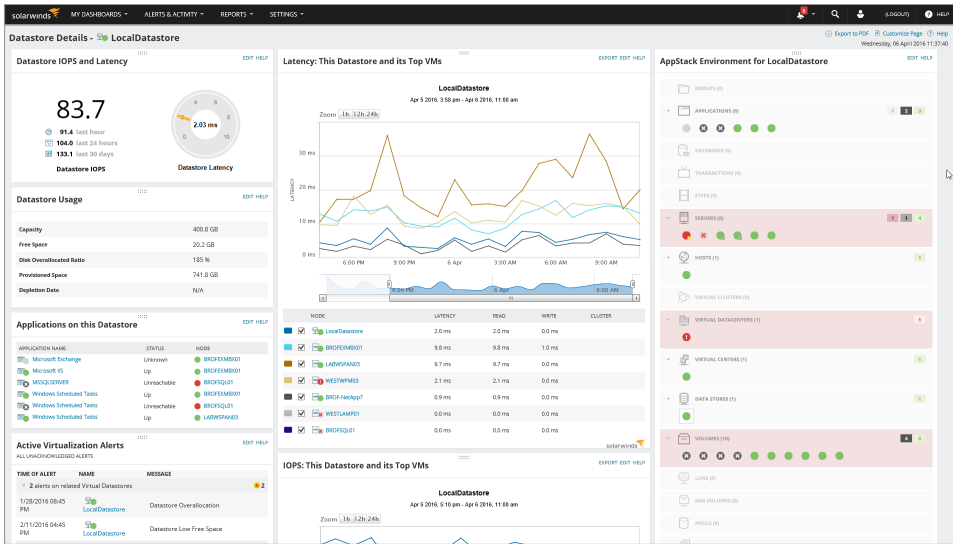 solarwinds MY DASHBOARDS ALERTS & ACTIVITY REPORTS SETTINGS (LOGOUT) ? HELP
Datastore Details - LocalDatastore
Export to PDF Customize Page Help
Wednesday, 06 April 2016 11:37:40
Datastore IOPS and Latency EDIT HELP
83.7
91.4 last hour
104.0 last 24 hours
133.1 last 30 days
Datastore IOPS
0 4 6 8 10
2.03 ms
Datastore Latency
Datastore Usage EDIT HELP
Capacity 400.8 GB
Free Space 20.2 GB
Disk Overallocated Ratio 185 %
Provisioned Space 741.8 GB
Depletion Date N/A
Applications on this Datastore EDIT HELP
APPLICATION NAME STATUS NODE
Microsoft Exchange Unknown BROFEXMBX01
Microsoft IIS Up BROFEXMBX01
MSSQLSERVER Unreachable BROFSQL01
Windows Scheduled Tasks Up BROFEXMBX01
Windows Scheduled Tasks Unreachable BROFSQL01
Windows Scheduled Tasks Up LABWSPAN03
Active Virtualization Alerts EDIT HELP
ALL UNACKNOWLEDGED ALERTS
TIME OF ALERT NAME MESSAGE
2 alerts on related Virtual Datastores 2
1/28/2016 08:45 PM LocalDatastore Datastore Overallocation
2/11/2016 04:45 PM LocalDatastore Datastore Low Free Space
Latency: This Datastore and its Top VMs EXPORT EDIT HELP
LocalDatastore
Apr 5 2016, 3:58 pm - Apr 6 2016, 11:00 am
Zoom 1h 12h 24h
LATENCY
30 ms
20 ms
10 ms
0 ms
6:00 PM 9:00 PM 6 Apr 3:00 AM 6:00 AM 9:00 AM
4:00 PM 6 Apr 8:00 AM
NODE LATENCY READ WRITE CLUSTER
LocalDatastore 2.0 ms 2.0 ms 0.0 ms
BROFEXMBX01 9.8 ms 9.8 ms 1.0 ms
LABWSPAN03 9.7 ms 9.7 ms 0.0 ms
WESTWPM03 2.1 ms 2.1 ms 0.0 ms
BROF-NetApp7 0.9 ms 0.9 ms 0.0 ms
WESTLAMP01 0.0 ms 0.0 ms 0.0 ms
BROFSQL01 0.0 ms 0.0 ms 0.0 ms
solarwinds
IOPS: This Datastore and its Top VMs EXPORT EDIT HELP
LocalDatastore
Apr 5 2016, 5:10 pm - Apr 6 2016, 11:00 am
Zoom 1h 12h 24h
AppStack Environment for LocalDatastore EDIT HELP
GROUPS (0)
APPLICATIONS (6) 1 2 3
DATABASES (0)
TRANSACTIONS (0)
STEPS (0)
SERVERS (6) 1 1 4
HOSTS (1) 1
VIRTUAL CLUSTERS (0)
VIRTUAL DATACENTERS (1) 1
VIRTUAL CENTERS (1) 1
DATA STORES (1) 1
VOLUMES (10) 4 6
LUNS (0)
NAS VOLUMES (0)
POOLS (0)